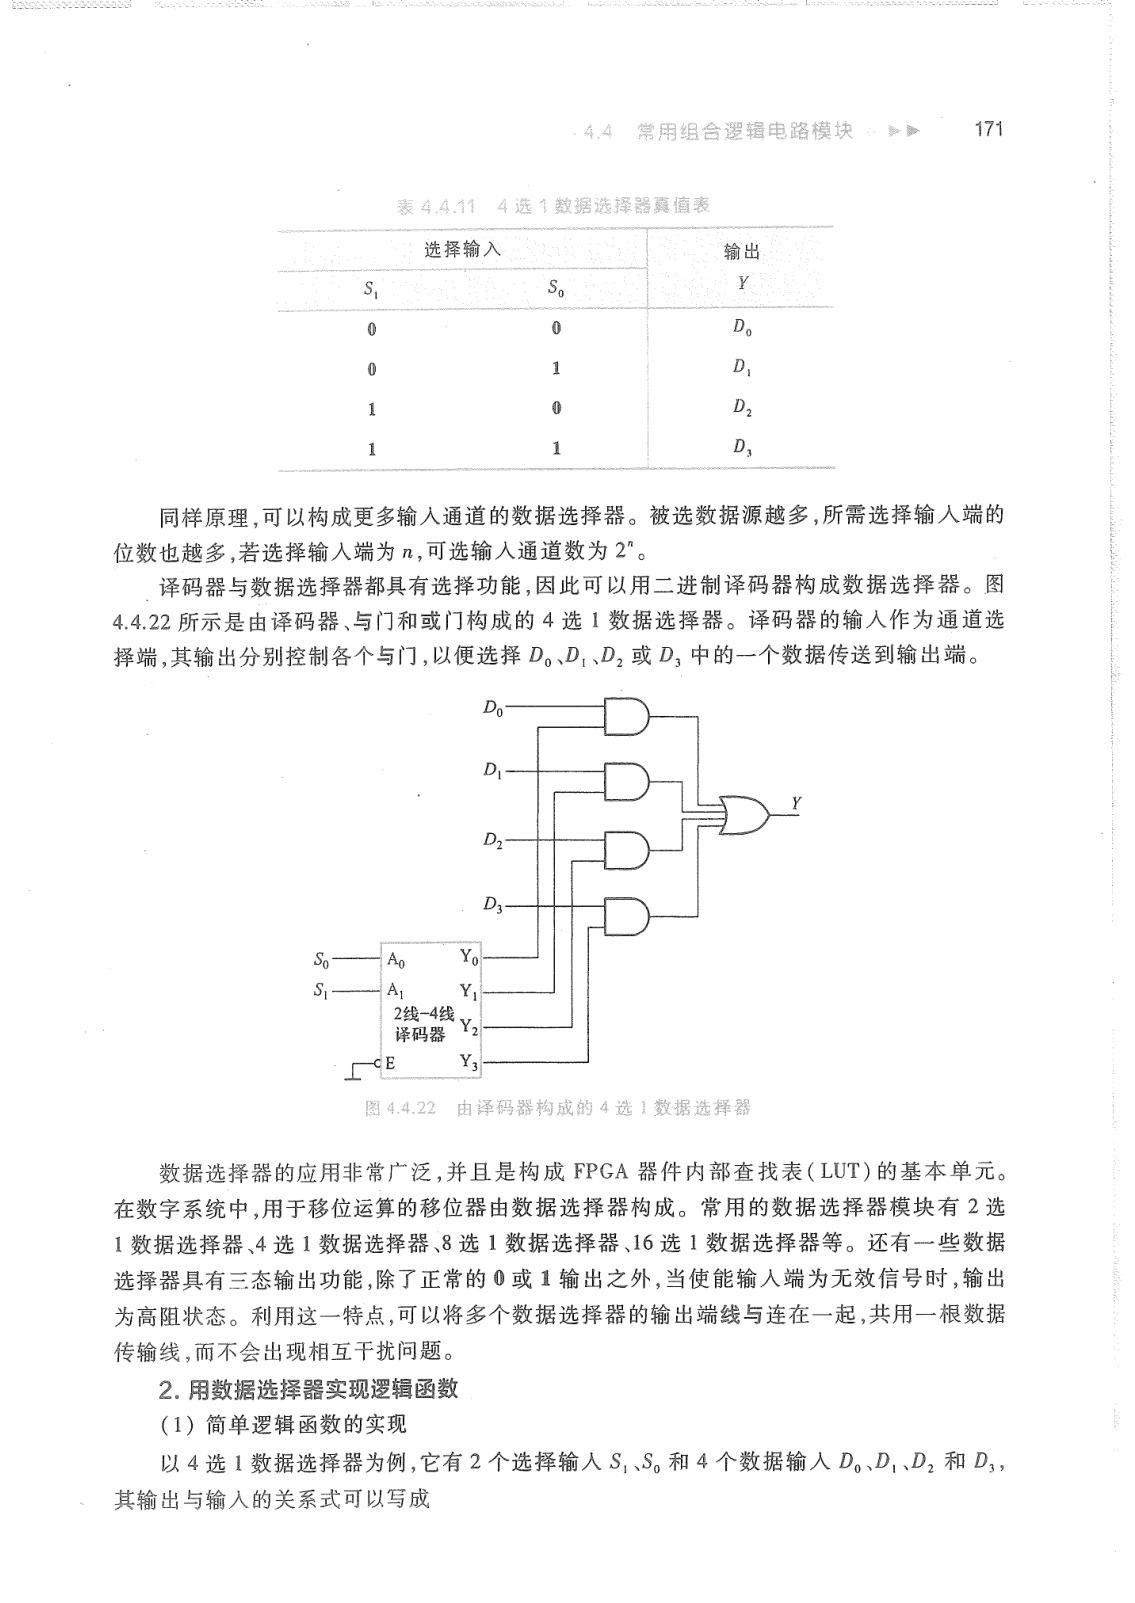 4.4 常用组合逻辑电路模块 171
表 4.4.11 4 选 1 数据选择器真值表
选择输入 输出
S₁ S₀ Y
0 0 D₀
0 1 D₁
1 0 D₂
1 1 D₃
同样原理,可以构成更多输入通道的数据选择器。被选数据源越多,所需选择输入端的
位数也越多,若选择输入端为 n,可选输入通道数为 2ⁿ。
译码器与数据选择器都具有选择功能,因此可以用二进制译码器构成数据选择器。图
4.4.22 所示是由译码器、与门和或门构成的 4 选 1 数据选择器。译码器的输入作为通道选
择端,其输出分别控制各个与门,以便选择 D₀、D₁、D₂ 或 D₃ 中的一个数据传送到输出端。
D₀
D₁
Y
D₂
D₃
S₀ A₀ Y₀
S₁ A₁ Y₁
2线-4线
译码器 Y₂
E Y₃
图 4.4.22 由译码器构成的 4 选 1 数据选择器
数据选择器的应用非常广泛,并且是构成 FPGA 器件内部查找表(LUT)的基本单元。
在数字系统中,用于移位运算的移位器由数据选择器构成。常用的数据选择器模块有 2 选
1 数据选择器、4 选 1 数据选择器、8 选 1 数据选择器、16 选 1 数据选择器等。还有一些数据
选择器具有三态输出功能,除了正常的 0 或 1 输出之外,当使能输入端为无效信号时,输出
为高阻状态。利用这一特点,可以将多个数据选择器的输出端线与连在一起,共用一根数据
传输线,而不会出现相互干扰问题。
2. 用数据选择器实现逻辑函数
(1) 简单逻辑函数的实现
以 4 选 1 数据选择器为例,它有 2 个选择输入 S₁、S₀ 和 4 个数据输入 D₀、D₁、D₂ 和 D₃,
其输出与输入的关系式可以写成